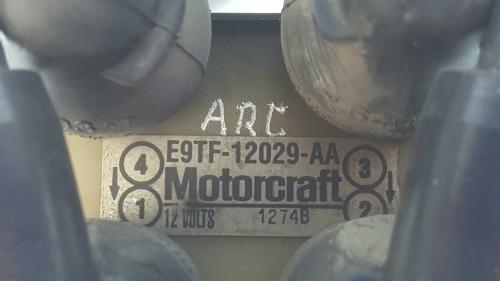 ARC
E9TF-12029-AA
4 3
Motorcraft
1 2
12 VOLTS 1274B